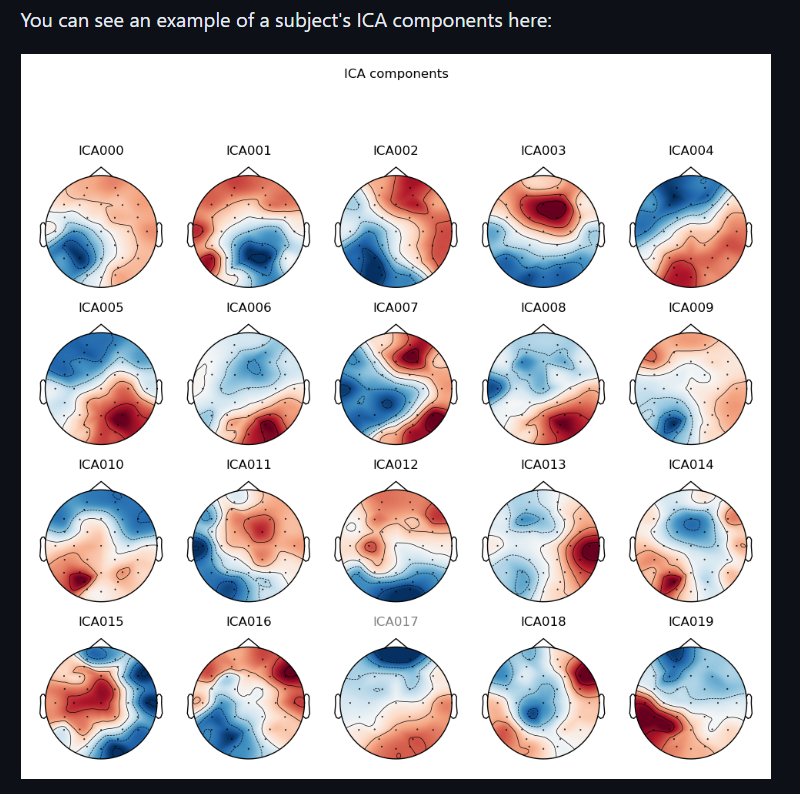 You can see an example of a subject's ICA components here:
ICA components
ICA000 ICA001 ICA002 ICA003 ICA004
ICA005 ICA006 ICA007 ICA008 ICA009
ICA010 ICA011 ICA012 ICA013 ICA014
ICA015 ICA016 ICA017 ICA018 ICA019